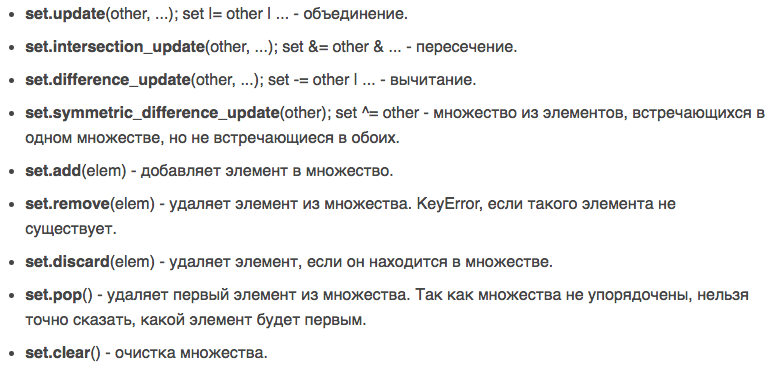 • set.update(other, ...); set |= other | ... - объединение.
• set.intersection_update(other, ...); set &= other & ... - пересечение.
• set.difference_update(other, ...); set -= other | ... - вычитание.
• set.symmetric_difference_update(other); set ^= other - множество из элементов, встречающихся в
одном множестве, но не встречающиеся в обоих.
• set.add(elem) - добавляет элемент в множество.
• set.remove(elem) - удаляет элемент из множества. KeyError, если такого элемента не
существует.
• set.discard(elem) - удаляет элемент, если он находится в множестве.
• set.pop() - удаляет первый элемент из множества. Так как множества не упорядочены, нельзя
точно сказать, какой элемент будет первым.
• set.clear() - очистка множества.